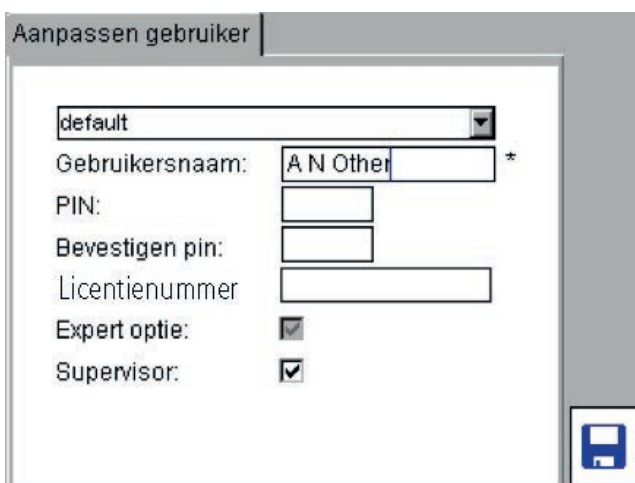 Aanpassen gebruiker
default
Gebruikersnaam: A N Other *
PIN:
Bevestigen pin:
Licentienummer
Expert optie:
Supervisor: